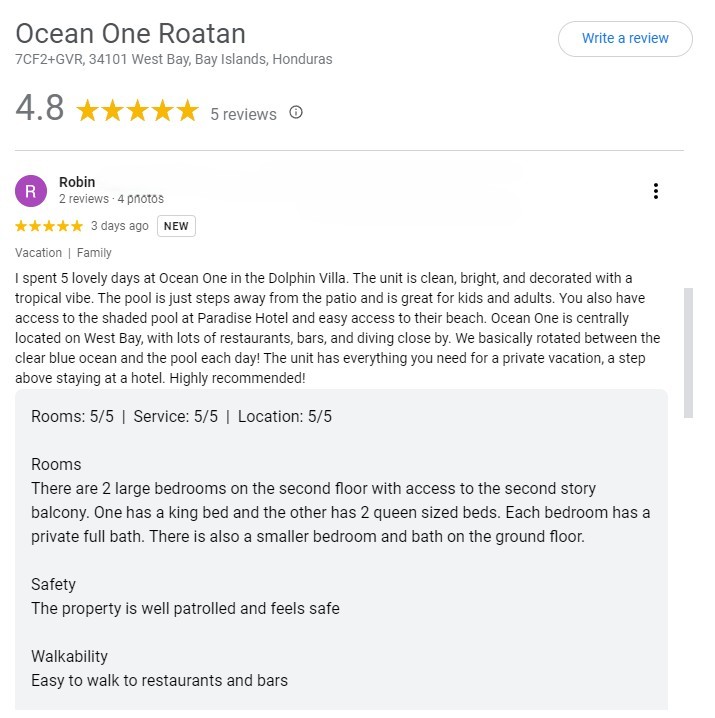 Ocean One Roatan
Write a review
7CF2+GVR, 34101 West Bay, Bay Islands, Honduras
4.8 5 reviews
R
Robin
2 reviews · 4 photos
3 days ago NEW
Vacation | Family
I spent 5 lovely days at Ocean One in the Dolphin Villa. The unit is clean, bright, and decorated with a
tropical vibe. The pool is just steps away from the patio and is great for kids and adults. You also have
access to the shaded pool at Paradise Hotel and easy access to their beach. Ocean One is centrally
located on West Bay, with lots of restaurants, bars, and diving close by. We basically rotated between the
clear blue ocean and the pool each day! The unit has everything you need for a private vacation, a step
above staying at a hotel. Highly recommended!
Rooms: 5/5 | Service: 5/5 | Location: 5/5
Rooms
There are 2 large bedrooms on the second floor with access to the second story
balcony. One has a king bed and the other has 2 queen sized beds. Each bedroom has a
private full bath. There is also a smaller bedroom and bath on the ground floor.
Safety
The property is well patrolled and feels safe
Walkability
Easy to walk to restaurants and bars